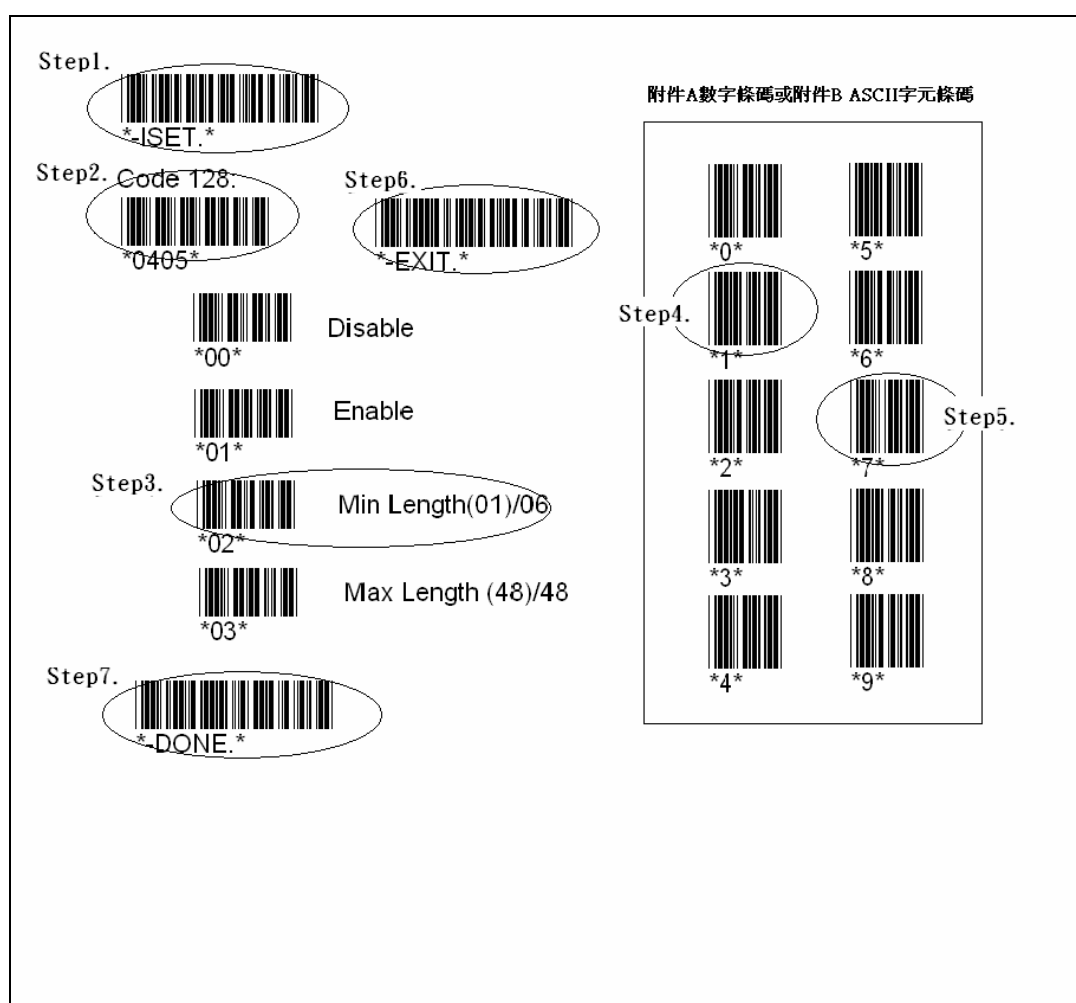 Step1.
*-ISET.*
Step2. Code 128:
*0405*
Step6.
*-EXIT.*
*00* Disable
*01* Enable
Step3.
*02* Min Length(01)/06
*03* Max Length (48)/48
Step7.
*-DONE.*
附件A數字條碼或附件B ASCII字元條碼
*0* *5*
Step4.
*1* *6*
Step5.
*2* *7*
*3* *8*
*4* *9*